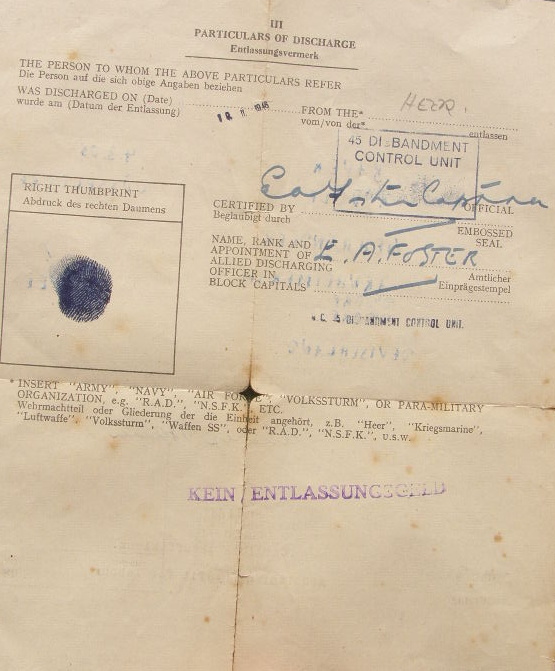 III
PARTICULARS OF DISCHARGE
Entlassungsvermerk
THE PERSON TO WHOM THE ABOVE PARTICULARS REFER
Die Person auf die sich obige Angaben beziehen
WAS DISCHARGED ON (Date)
wurde am (Datum der Entlassung)
1945
FROM THE* HEER.
vom/von der*
entlassen
45 DISBANDMENT
CONTROL UNIT
RIGHT THUMBPRINT
Abdruck des rechten Daumens
CERTIFIED BY
Beglaubigt durch
OFFICIAL
EMBOSSED
SEAL
NAME, RANK AND
APPOINTMENT OF E. A. FOSTER
ALLIED DISCHARGING
OFFICER IN
BLOCK CAPITALS
Amtlicher
Einprägestempel
45 DISBANDMENT CONTROL UNIT.
* INSERT "ARMY", "NAVY", "AIR FORCE", "VOLKSSTURM", OR PARA-MILITARY
ORGANIZATION, e.g. "R.A.D.", "N.S.F.K.", ETC.
Wehrmachtteil oder Gliederung der die Einheit angehört, z.B. "Heer", "Kriegsmarine",
"Luftwaffe", "Volkssturm", "Waffen SS", oder "R.A.D.", "N.S.F.K.", u.s.w.
KEIN ENTLASSUNGSGELD